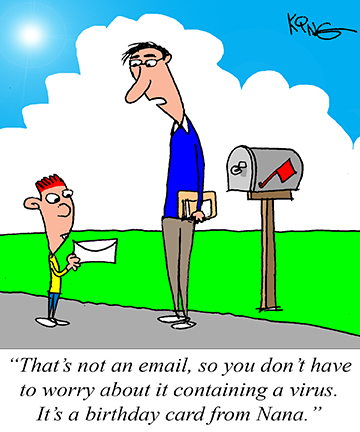 KING
“That’s not an email, so you don’t have
to worry about it containing a virus.
It’s a birthday card from Nana.”